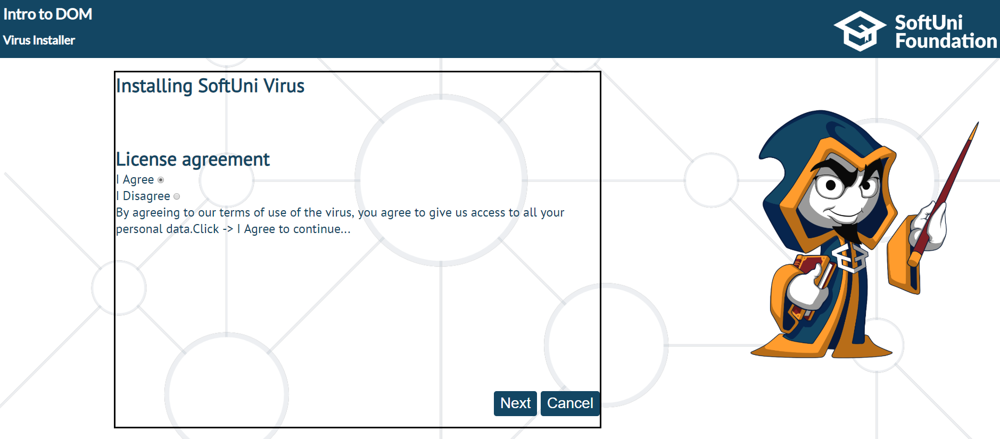 Intro to DOM
Virus Installer
SoftUni
Foundation
Installing SoftUni Virus
License agreement
I Agree
I Disagree
By agreeing to our terms of use of the virus, you agree to give us access to all your
personal data.Click -> I Agree to continue...
Next Cancel